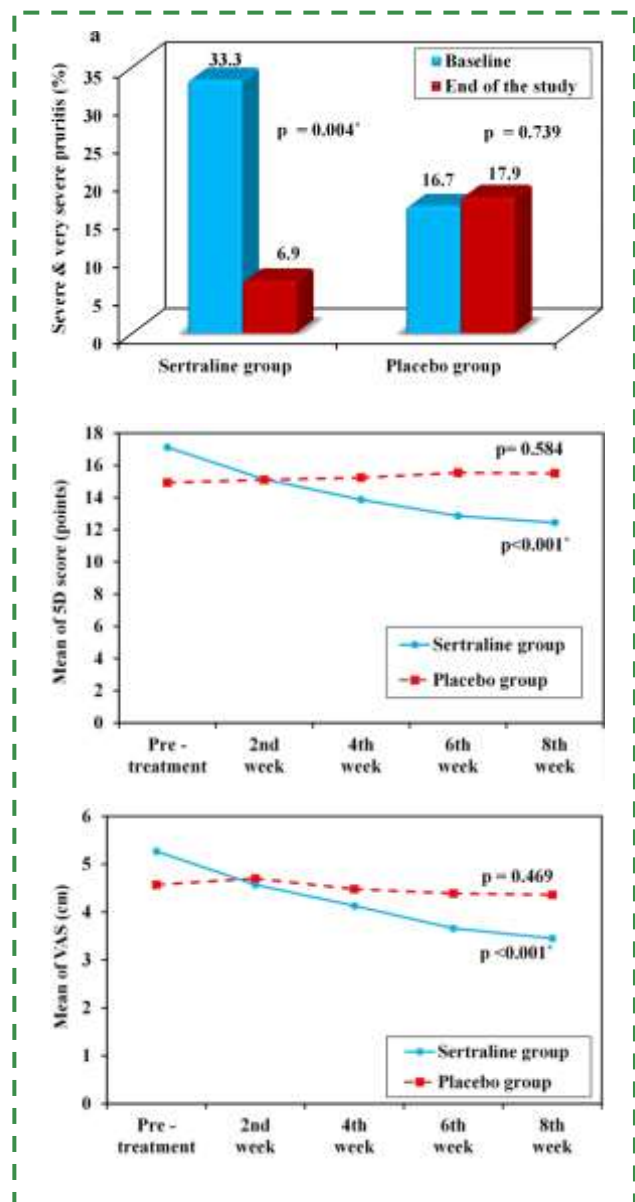 a
33.3
Baseline
End of the study
p = 0.004*
p = 0.739
16.7
17.9
6.9
35
30
25
20
15
10
5
0
Severe & very severe pruritis (%)
Sertraline group
Placebo group
18
16
14
12
10
8
6
4
2
0
Mean of 5D score (points)
p= 0.584
p<0.001*
Sertraline group
Placebo group
Pre -
treatment
2nd
week
4th
week
6th
week
8th
week
6
5
4
3
2
1
0
Mean of VAS (cm)
p = 0.469
p <0.001*
Sertraline group
Placebo group
Pre -
treatment
2nd
week
4th
week
6th
week
8th
week